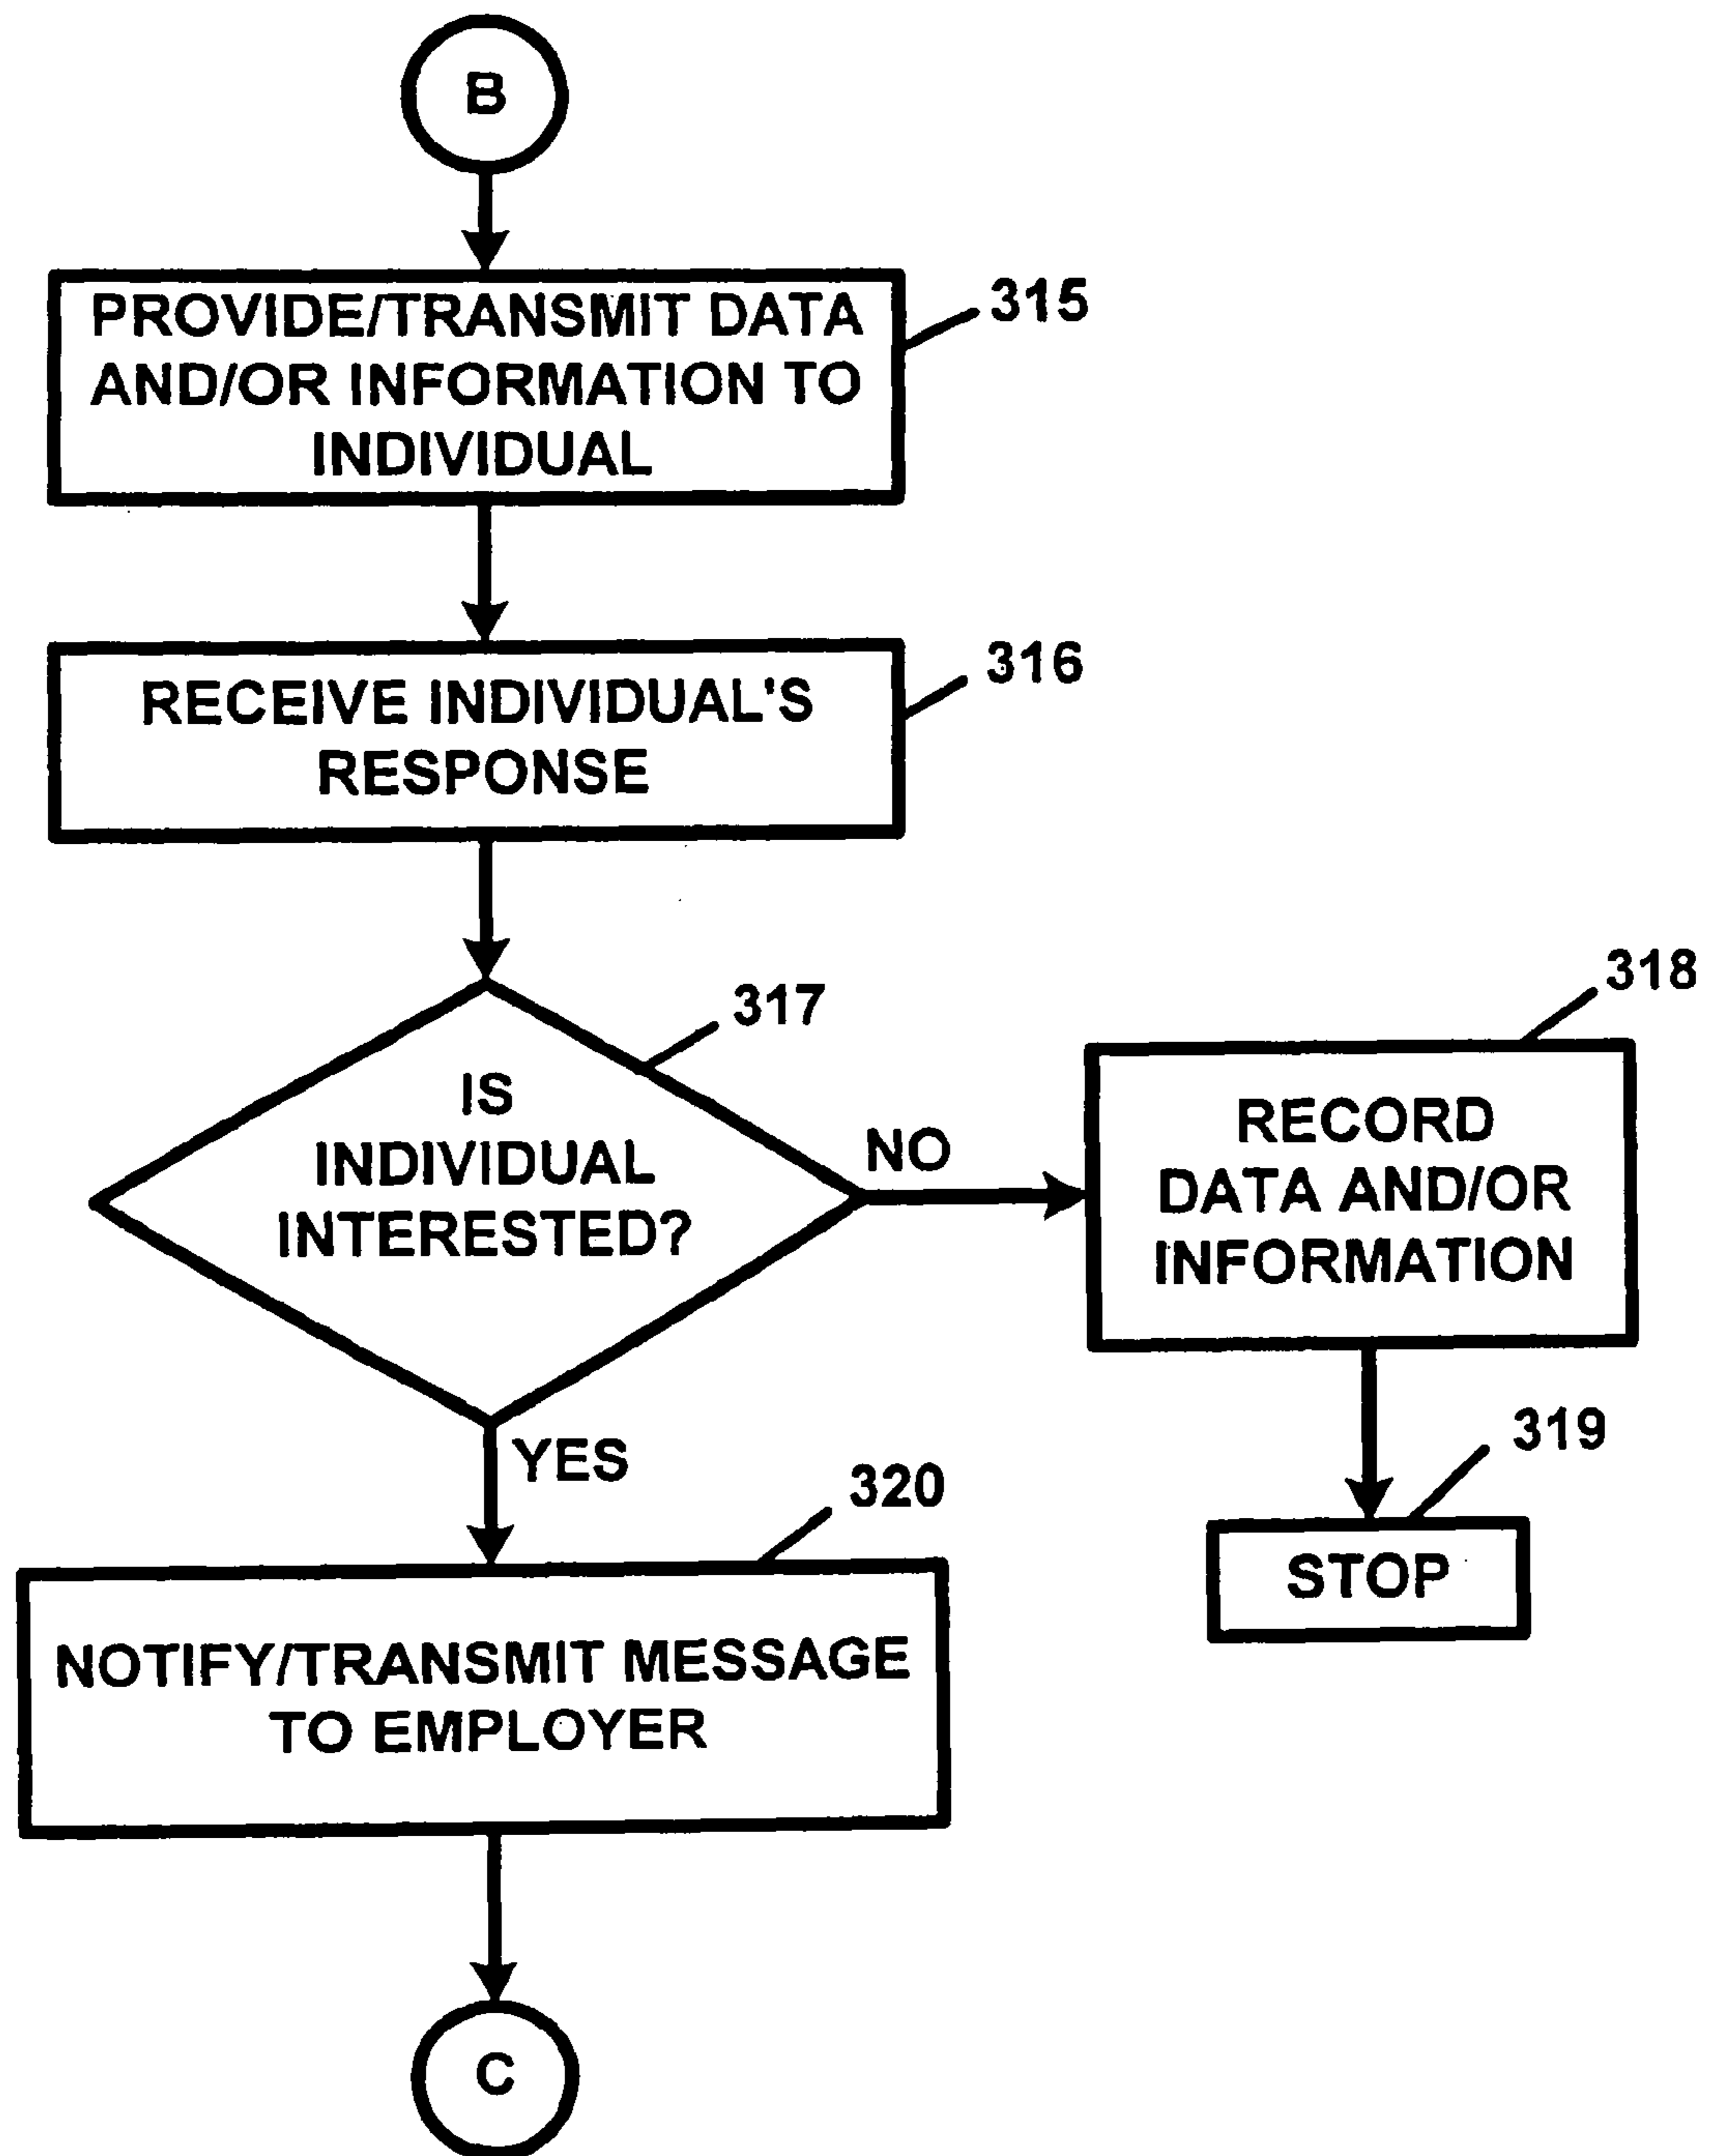 B
PROVIDE/TRANSMIT DATA
AND/OR INFORMATION TO
INDIVIDUAL
315
RECEIVE INDIVIDUAL'S
RESPONSE
316
317
IS
INDIVIDUAL
INTERESTED?
NO
318
RECORD
DATA AND/OR
INFORMATION
319
STOP
YES
320
NOTIFY/TRANSMIT MESSAGE
TO EMPLOYER
C